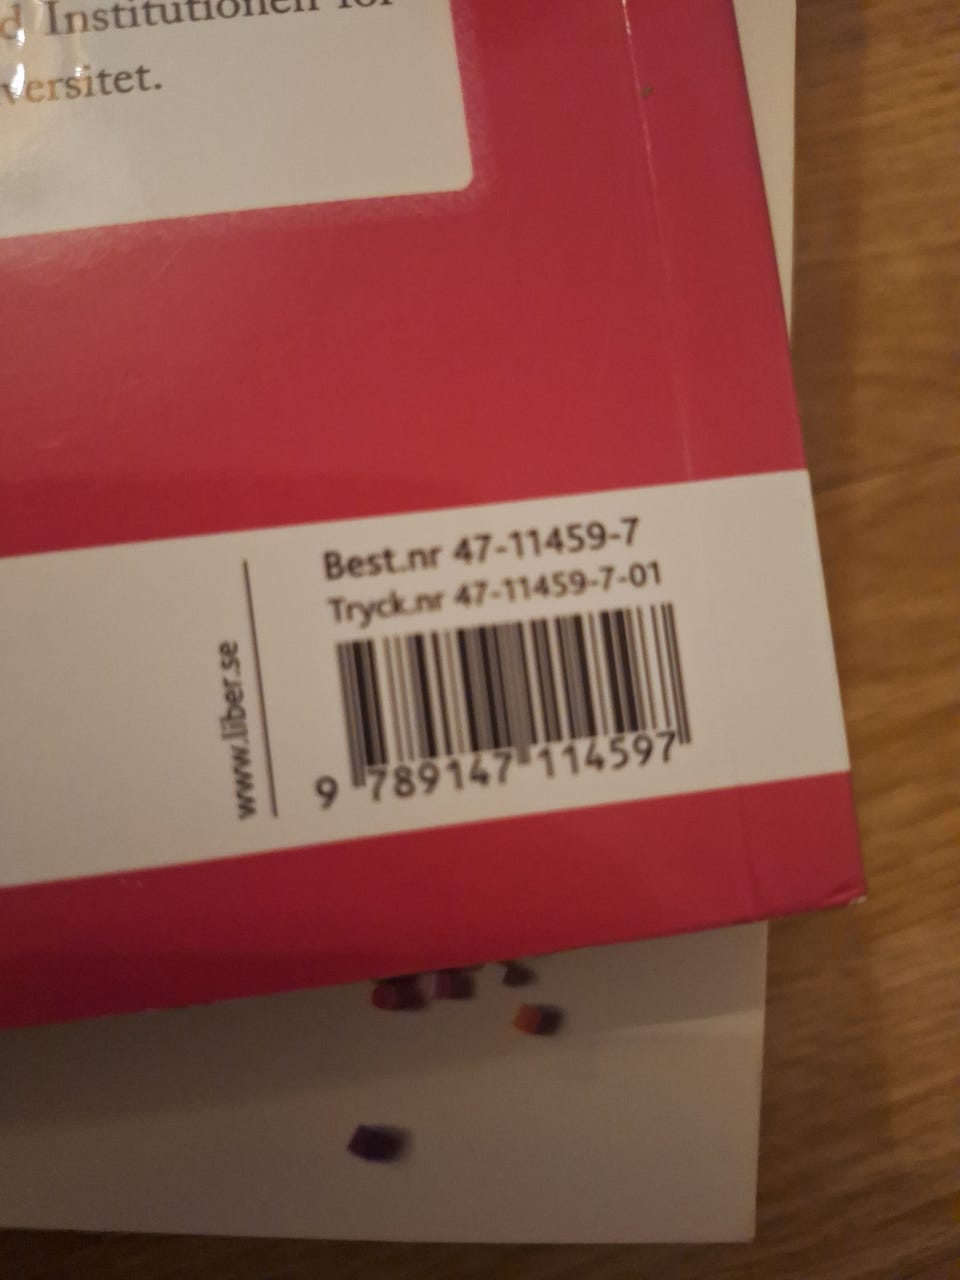 d Institutionen för
versitet.
Best.nr 47-11459-7
Tryck.nr 47-11459-7-01
www.liber.se
9 789147 114597